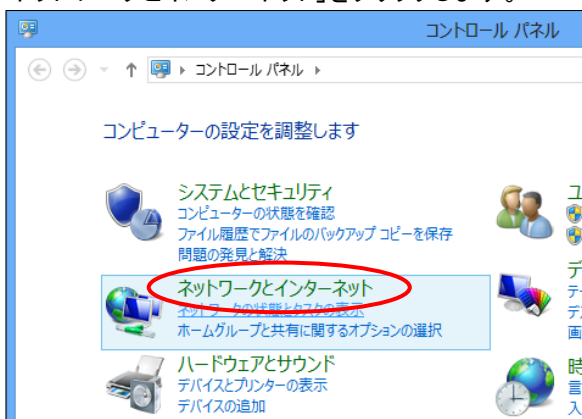 コントロール パネル
コントロール パネル
コンピューターの設定を調整します
システムとセキュリティ
コンピューターの状態を確認
ファイル履歴でファイルのバックアップ コピーを保存
問題の発見と解決
ネットワークとインターネット
ネットワークの状態とタスクの表示
ホームグループと共有に関するオプションの選択
ハードウェアとサウンド
デバイスとプリンターの表示
デバイスの追加
ユ
デ
テ
デ
画
時
言
入